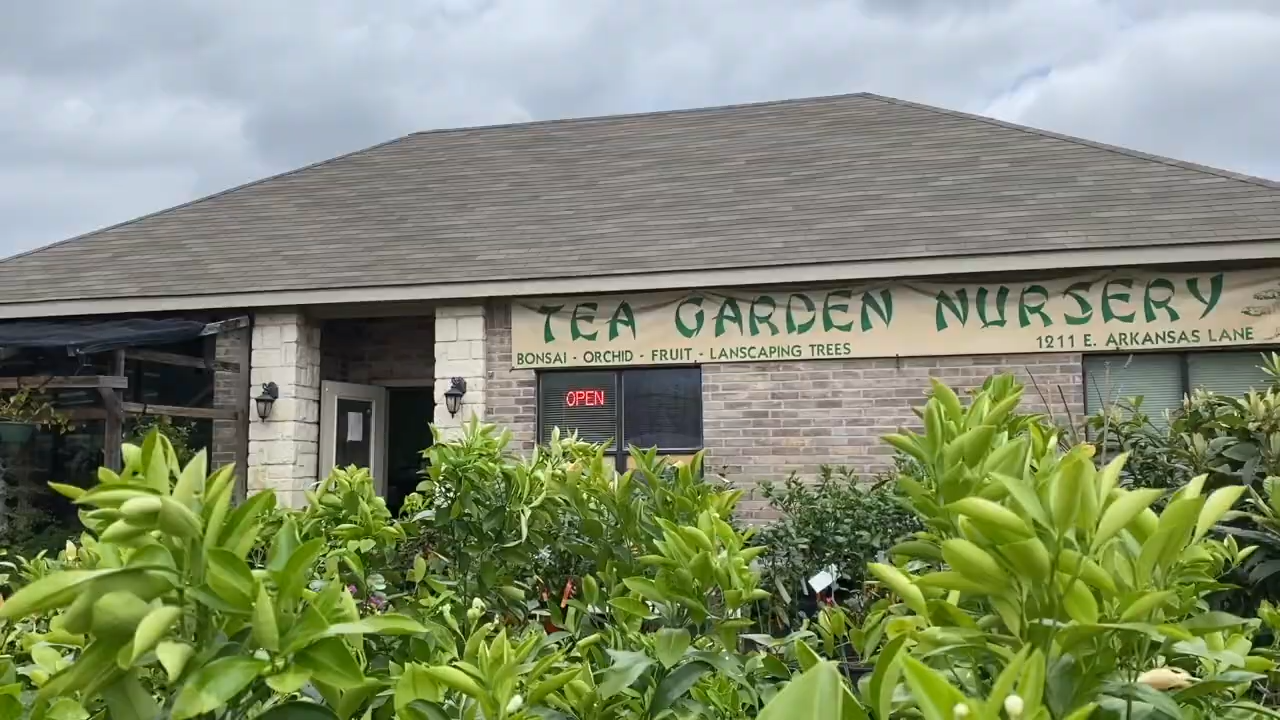 TEA GARDEN NURSERY
BONSAI - ORCHID - FRUIT - LANSCAPING TREES
1211 E. ARKANSAS LANE
OPEN